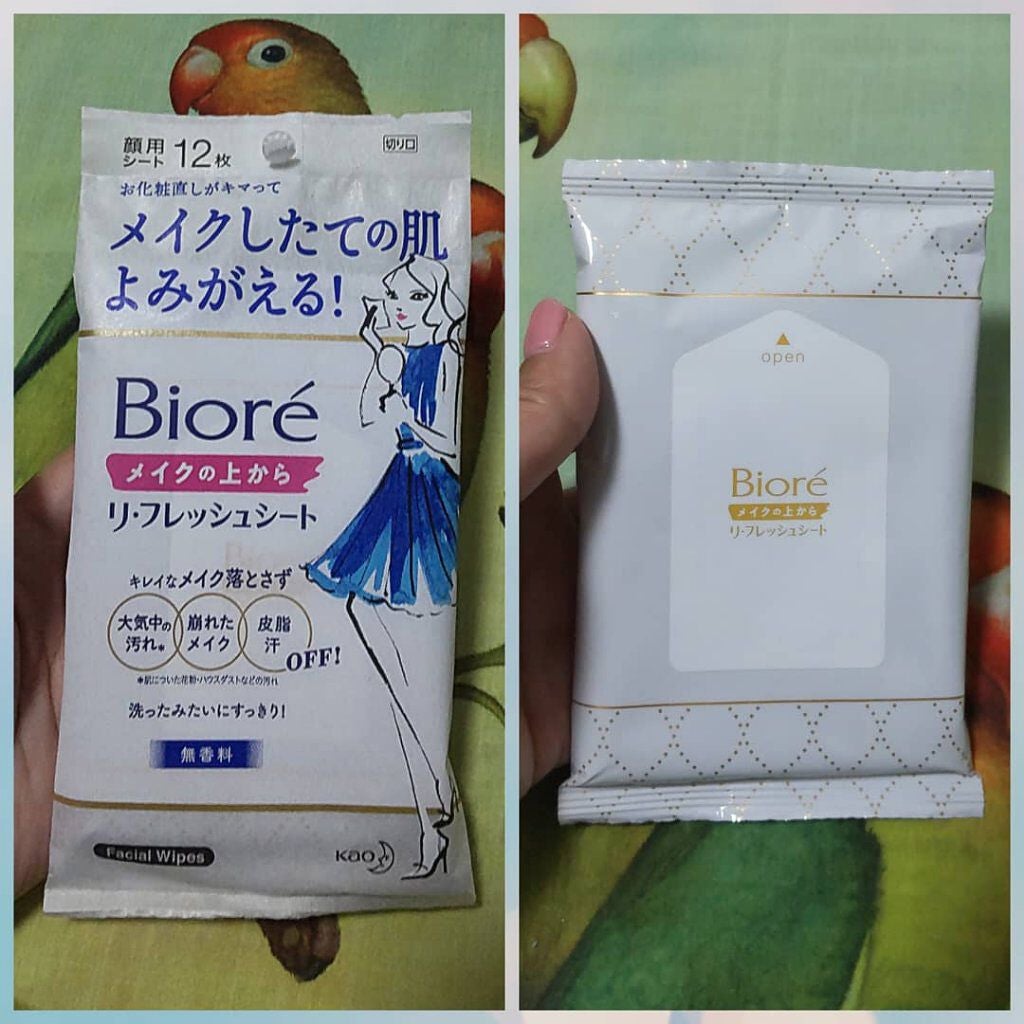 顔用
シート 12枚
切り口
お化粧直しがキマって
メイクしたての肌
よみがえる!
Bioré
メイクの上から
リ・フレッシュシート
キレイなメイク落とさず
大気中の
汚れ*
崩れた
メイク
皮脂
汗
OFF!
*肌についた花粉・ハウスダストなどの汚れ
洗ったみたいにすっきり!
無香料
Facial Wipes
Kao
open
Bioré
メイクの上から
リ・フレッシュシート